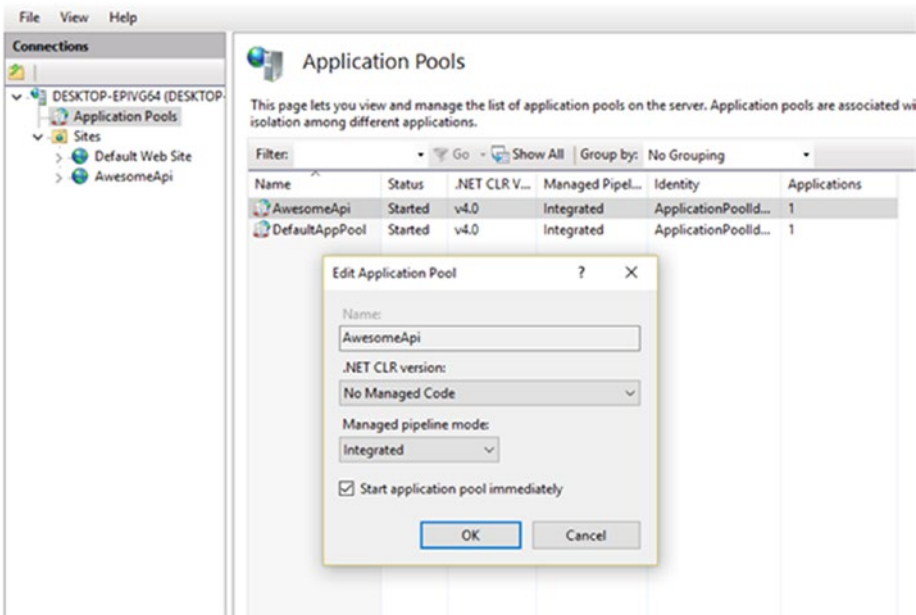 File View Help
Connections
DESKTOP-EPIVG64 (DESKTOP-
Application Pools
Sites
Default Web Site
AwesomeApi
Application Pools
This page lets you view and manage the list of application pools on the server. Application pools are associated wi
isolation among different applications.
Filter: Go Show All Group by: No Grouping
Name Status .NET CLR V... Managed Pipel... Identity Applications
AwesomeApi Started v4.0 Integrated ApplicationPoolId... 1
DefaultAppPool Started v4.0 Integrated ApplicationPoolId... 1
Edit Application Pool ? X
Name:
AwesomeApi
.NET CLR version:
No Managed Code
Managed pipeline mode:
Integrated
Start application pool immediately
OK Cancel